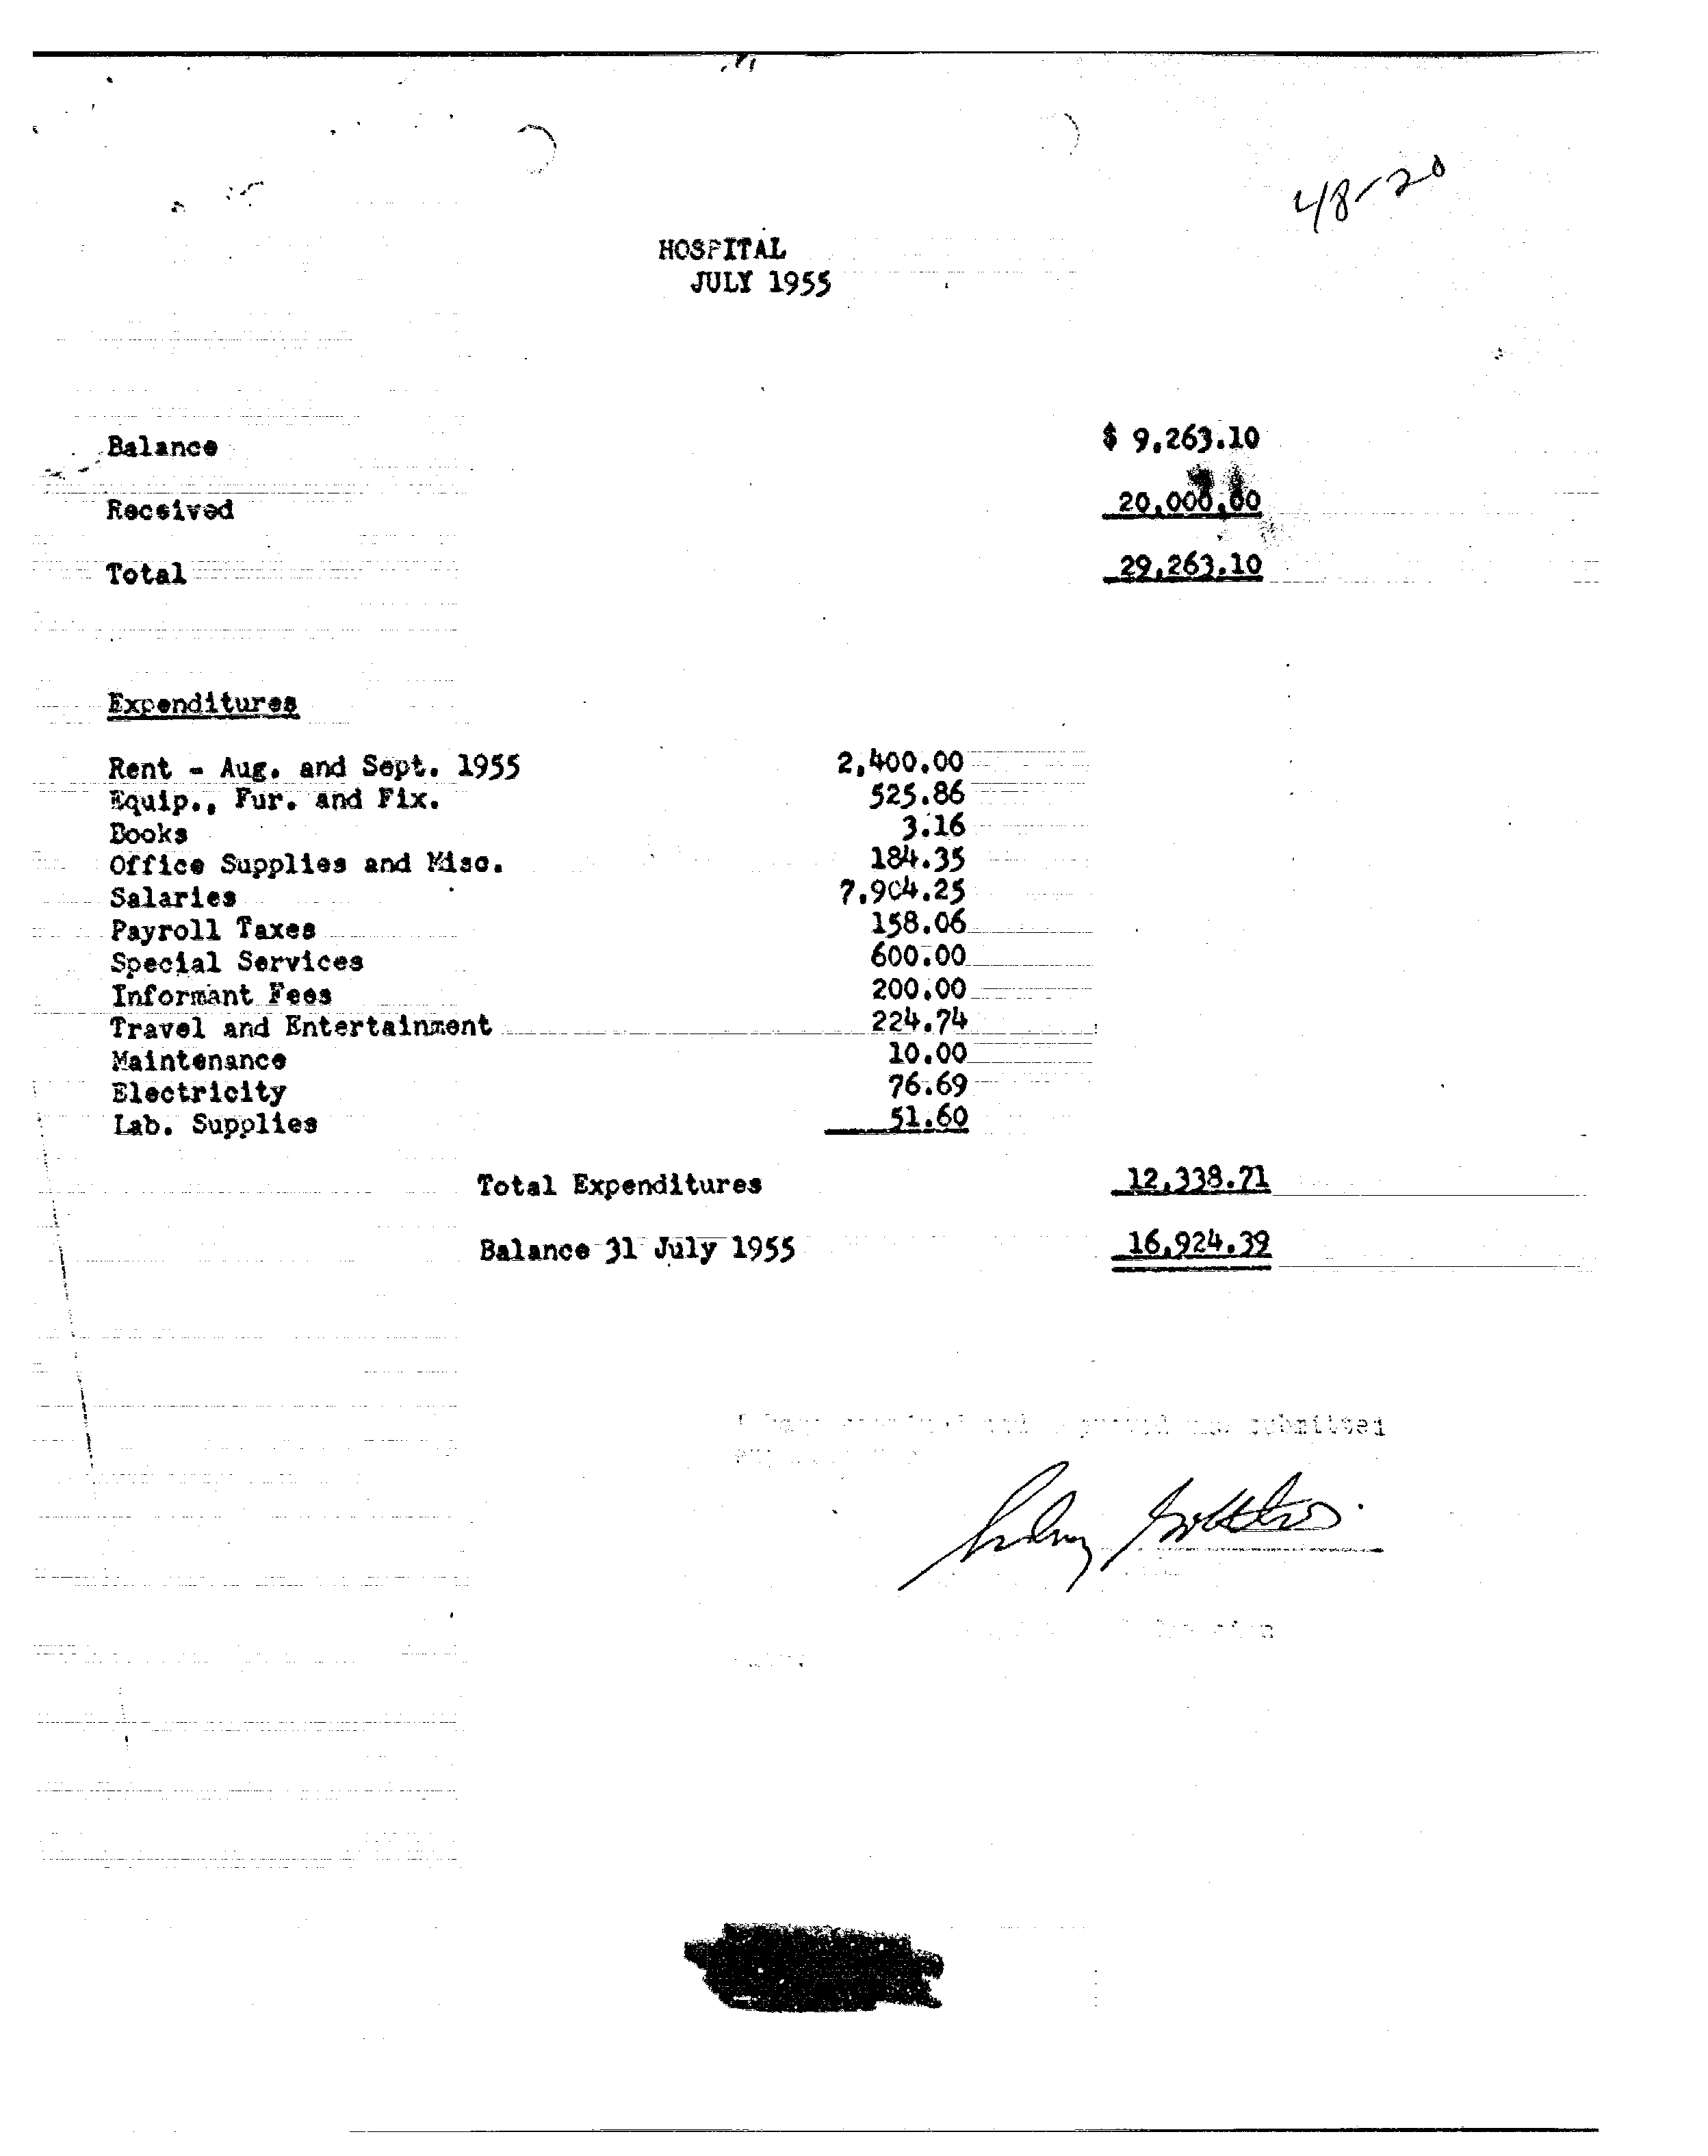 48-20
HOSPITAL
JULY 1955
Balance $ 9,263.10
Received 20,000.00
Total 29,263.10
Expenditures
Rent - Aug. and Sept. 1955 2,400.00
Equip., Fur. and Fix. 525.86
Books 3.16
Office Supplies and Misc. 184.35
Salaries 7,904.25
Payroll Taxes 158.06
Special Services 600.00
Informant Fees 200.00
Travel and Entertainment 224.74
Maintenance 10.00
Electricity 76.69
Lab. Supplies 51.60
Total Expenditures 12,338.71
Balance 31 July 1955 16,924.39
submitted
Sidney Gottlieb